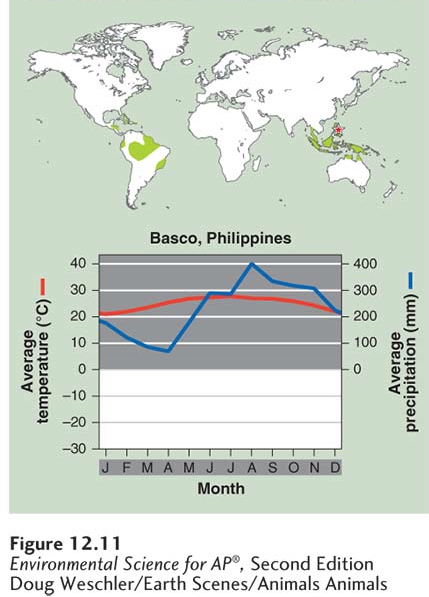 Basco, Philippines
40
30
20
10
0
−10
−20
−30
400
300
200
100
0
Average
temperature (°C)
Average
precipitation (mm)
J F M A M J J A S O N D
Month
Figure 12.11
Environmental Science for AP®, Second Edition
Doug Weschler/Earth Scenes/Animals Animals